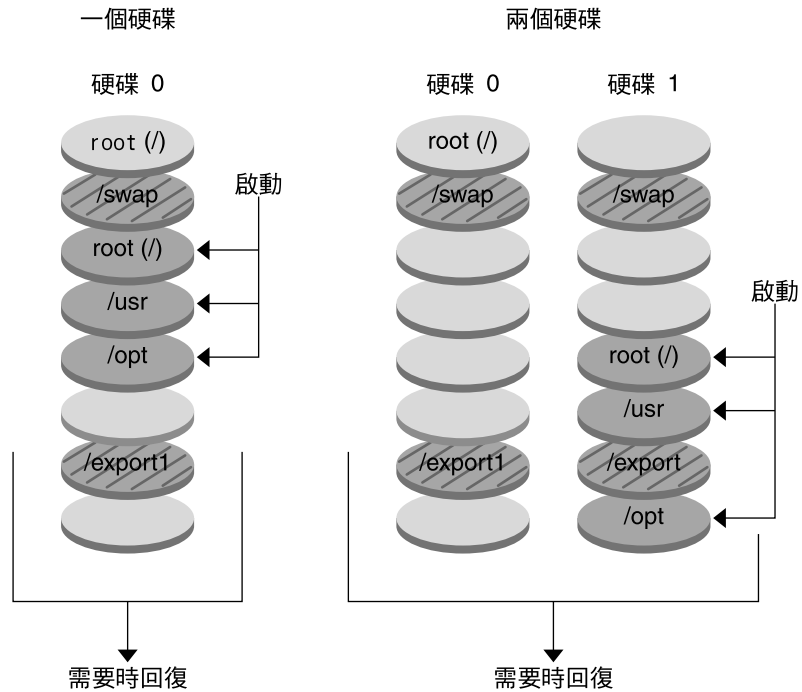 一個硬碟
硬碟 0
root (/)
/swap
啟動
root (/)
/usr
/opt
/export1
需要時回復
兩個硬碟
硬碟 0
root (/)
/swap
/export1
硬碟 1
/swap
啟動
root (/)
/usr
/export
/opt
需要時回復